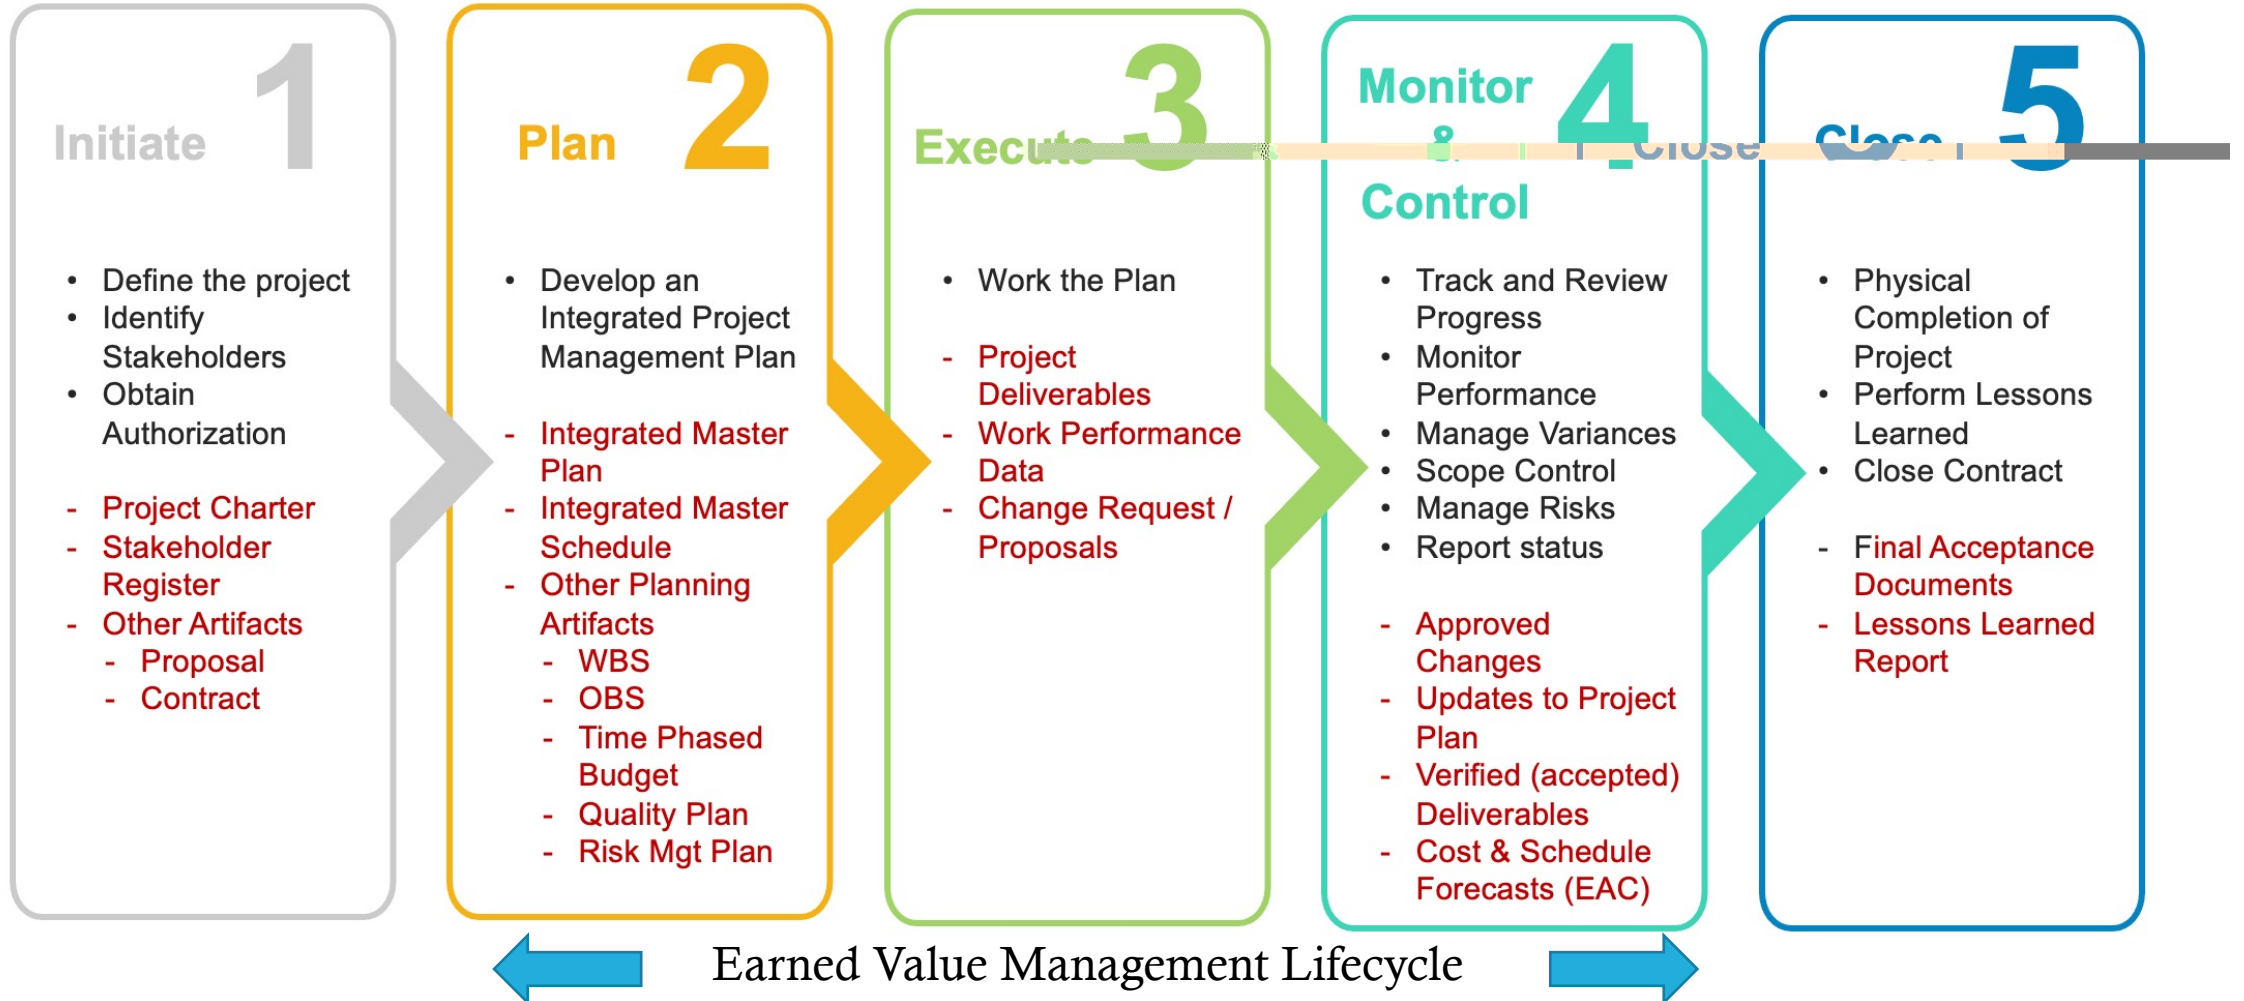 1
Initiate
• Define the project
• Identify
Stakeholders
• Obtain
Authorization
- Project Charter
- Stakeholder
Register
- Other Artifacts
- Proposal
- Contract
2
Plan
• Develop an
Integrated Project
Management Plan
- Integrated Master
Plan
- Integrated Master
Schedule
- Other Planning
Artifacts
- WBS
- OBS
- Time Phased
Budget
- Quality Plan
- Risk Mgt Plan
3
Execute
• Work the Plan
- Project
Deliverables
- Work Performance
Data
- Change Request /
Proposals
4
Monitor
&
Control
• Track and Review
Progress
• Monitor
Performance
• Manage Variances
• Scope Control
• Manage Risks
• Report status
- Approved
Changes
- Updates to Project
Plan
- Verified (accepted)
Deliverables
- Cost & Schedule
Forecasts (EAC)
Close
5
Close
• Physical
Completion of
Project
• Perform Lessons
Learned
• Close Contract
- Final Acceptance
Documents
- Lessons Learned
Report
Earned Value Management Lifecycle